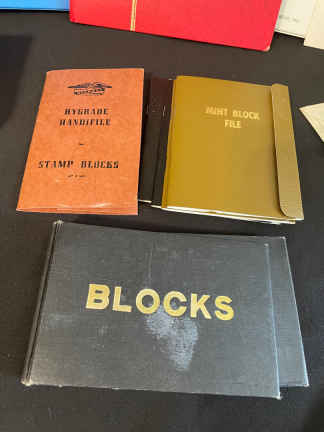 HYGRADE
HANDIFILE
for
STAMP BLOCKS
MINT BLOCK
FILE
BLOCKS